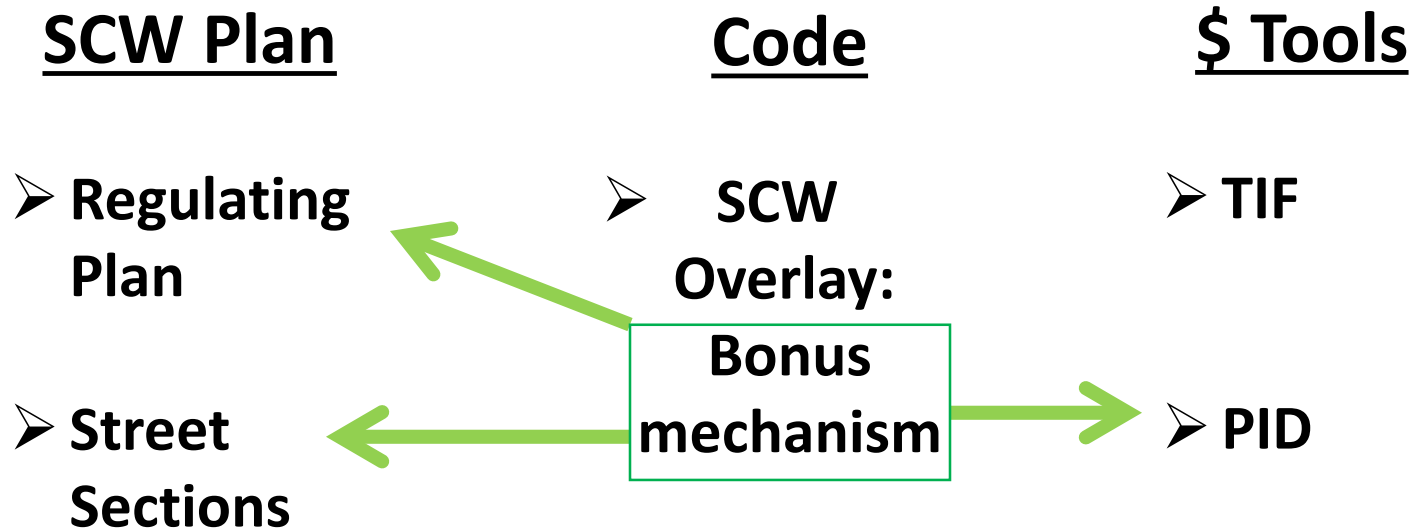 SCW Plan
Regulating
Plan
Street
Sections
Code
SCW
Overlay:
Bonus
mechanism
$ Tools
TIF
PID